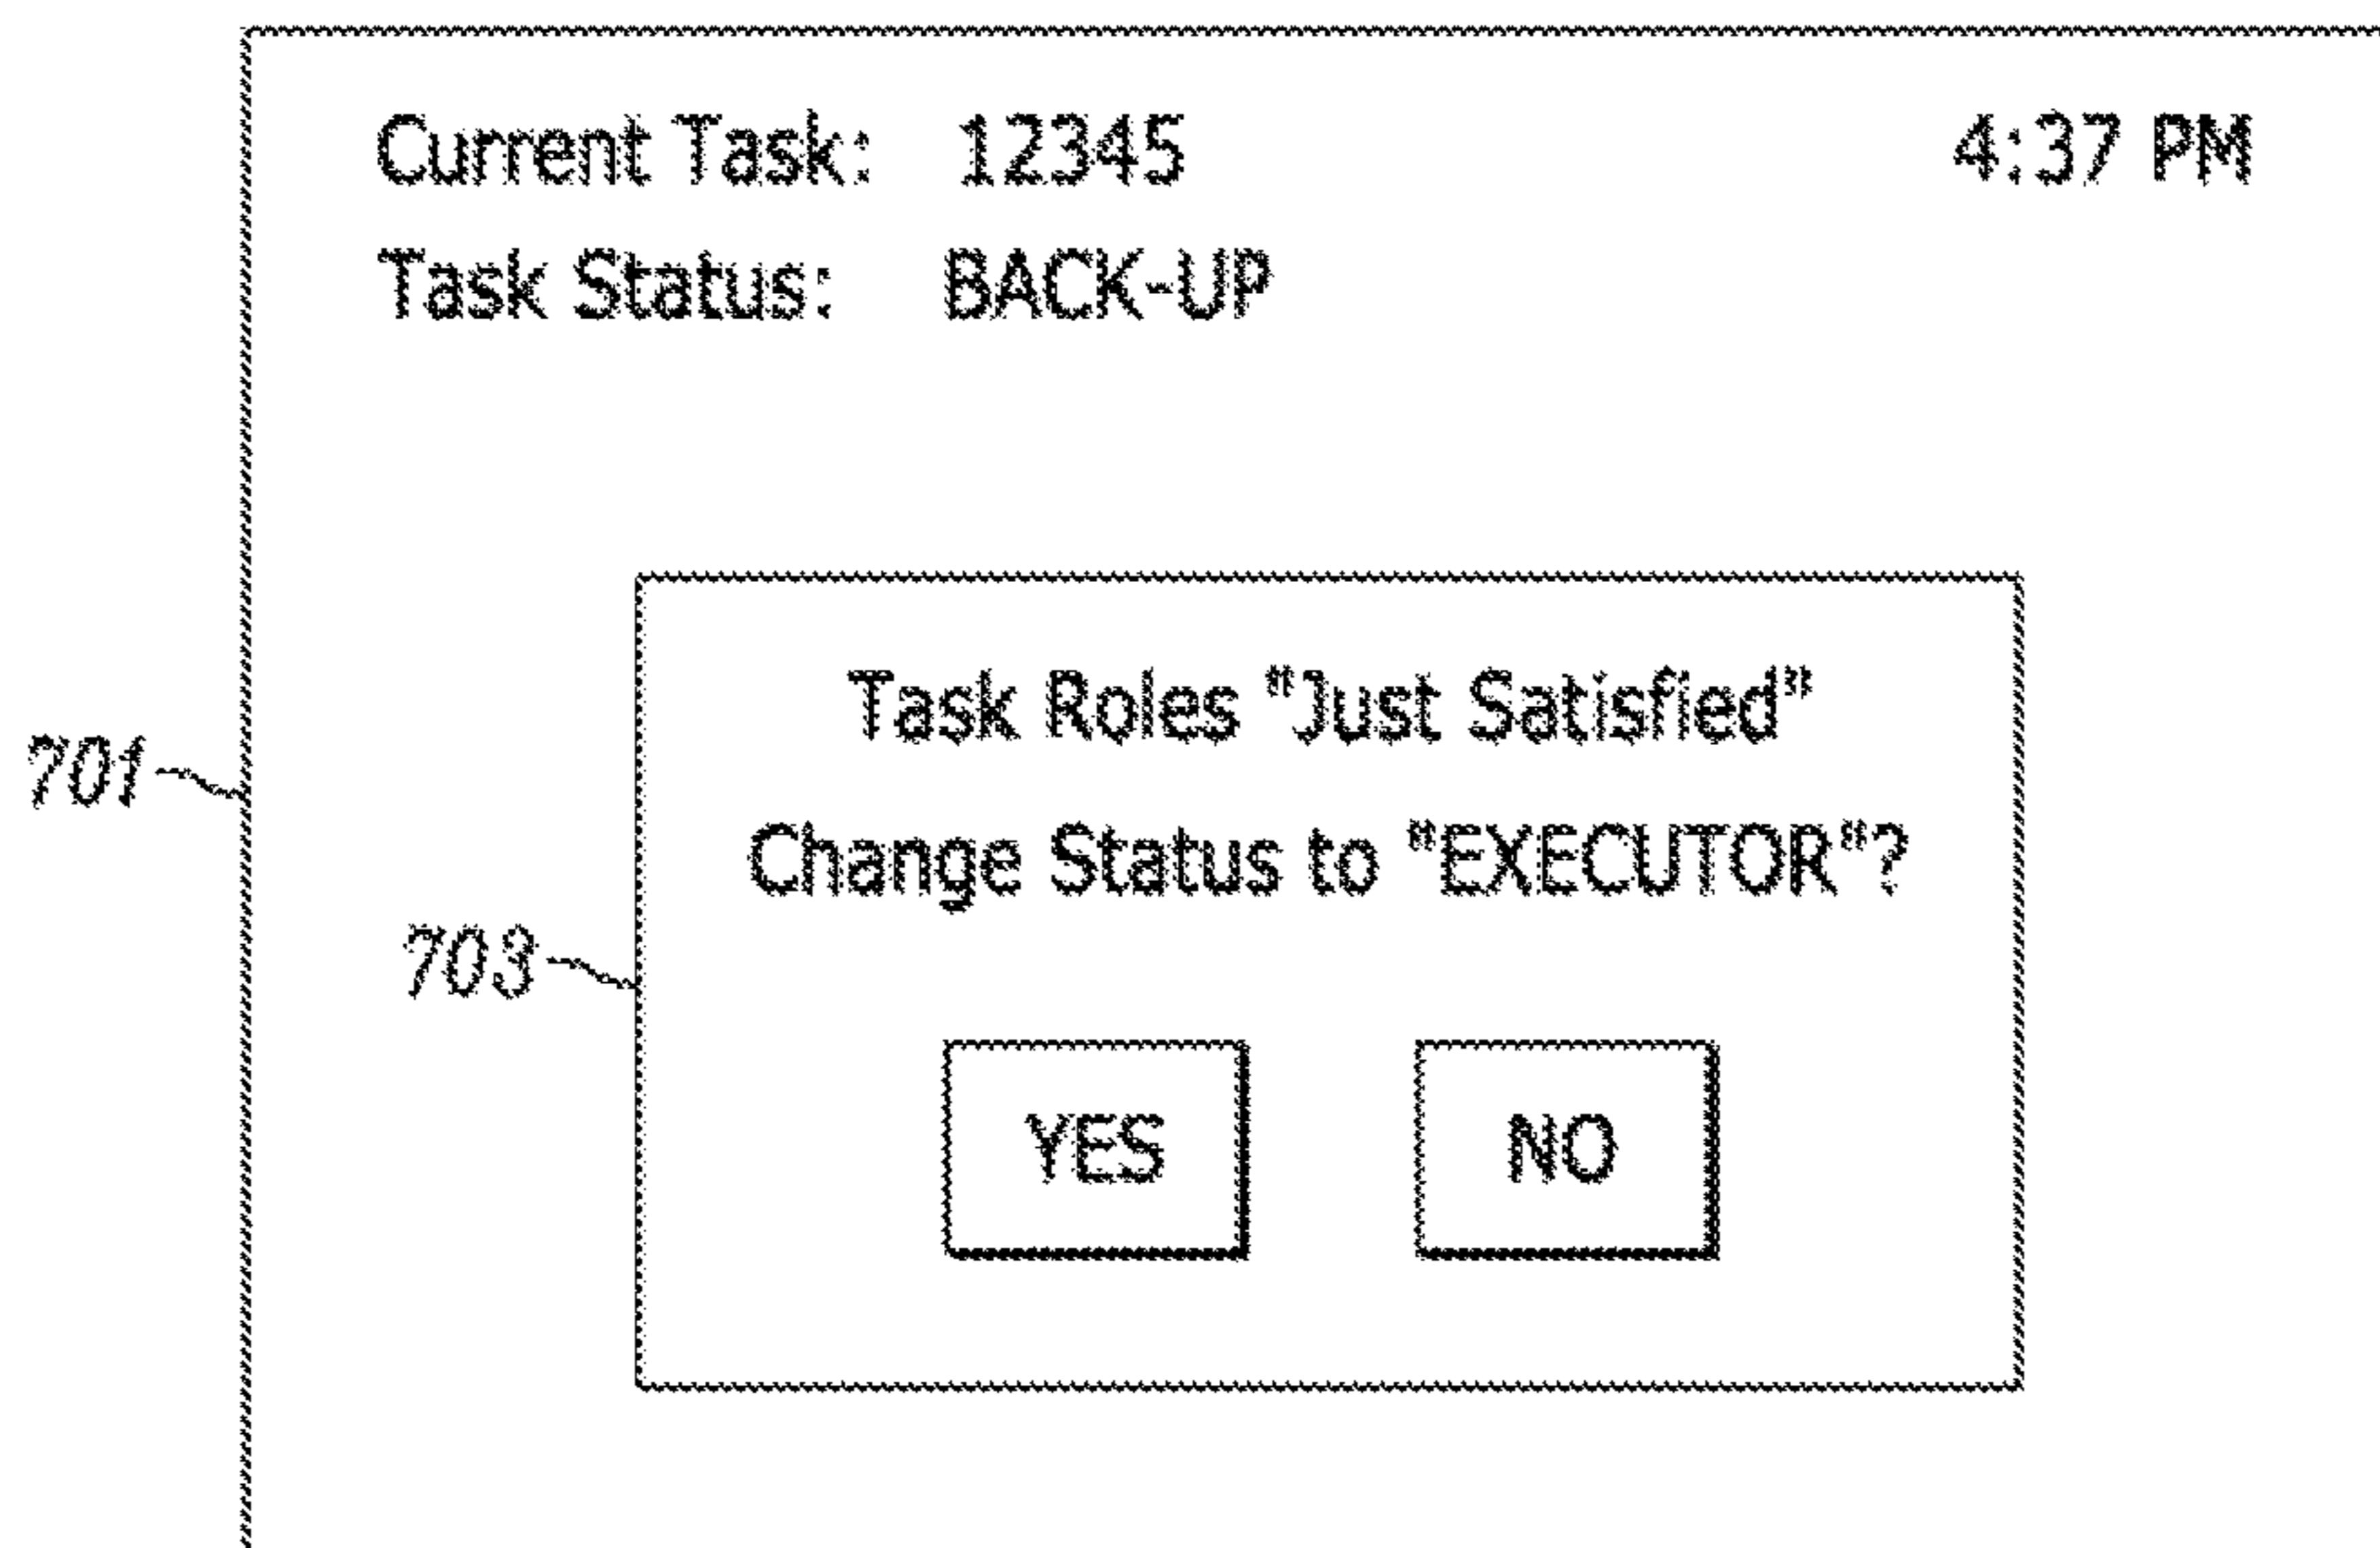 Current Task: 12345 4:37 PM
Task Status: BACK-UP
Task Roles "Just Satisfied"
701
Change Status to "EXECUTOR"?
703
YES NO